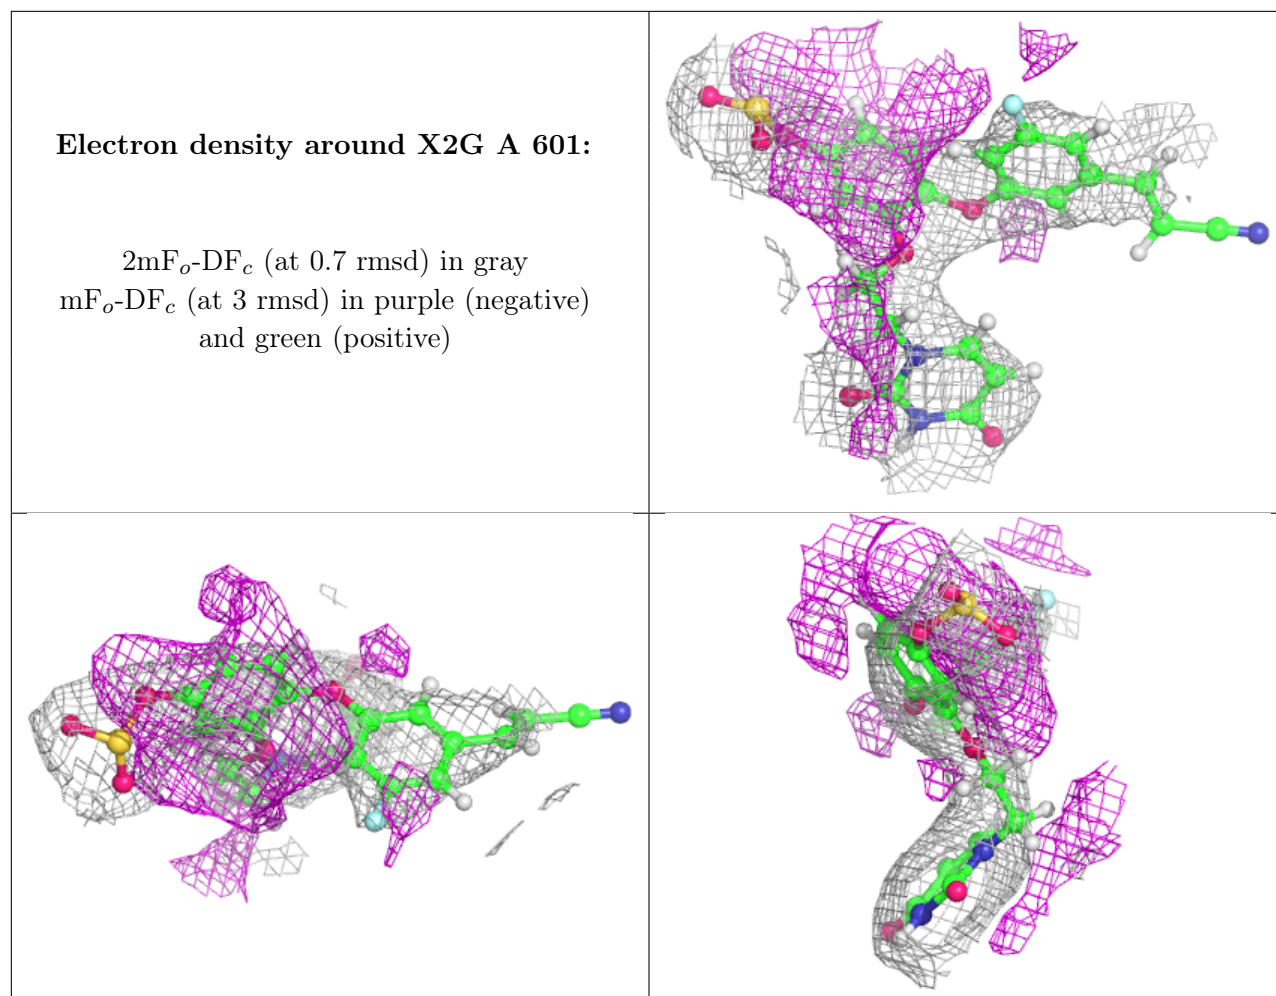 Electron density around X2G A 601:
2mFo-DFc (at 0.7 rmsd) in gray
mFo-DFc (at 3 rmsd) in purple (negative)
and green (positive)